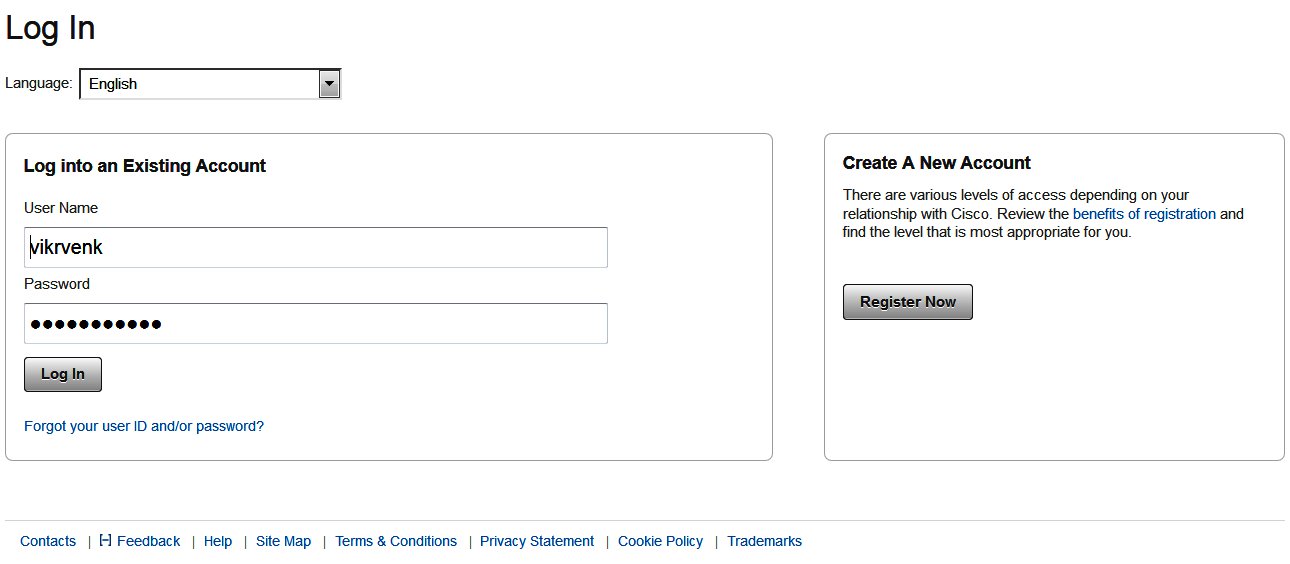 Log In
Language: English
Log into an Existing Account
User Name
vikrvenk
Password
●●●●●●●●●●●
Log In
Forgot your user ID and/or password?
Create A New Account
There are various levels of access depending on your
relationship with Cisco. Review the benefits of registration and
find the level that is most appropriate for you.
Register Now
Contacts | Feedback | Help | Site Map | Terms & Conditions | Privacy Statement | Cookie Policy | Trademarks